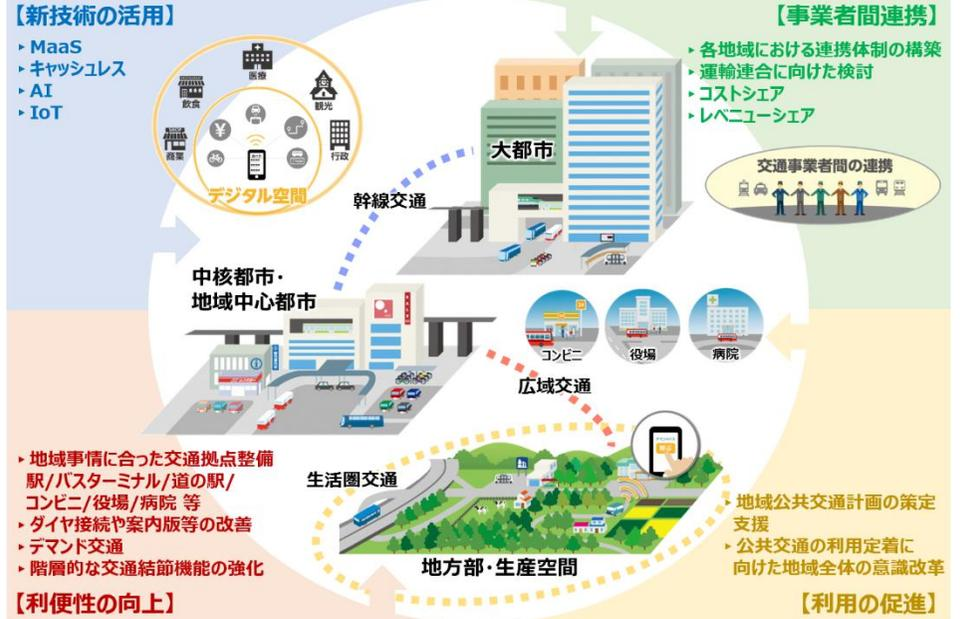 【新技術の活用】
▸ MaaS
▸ キャッシュレス
▸ AI
▸ IoT
医療
飲食
観光
SHOP
商業
行政
¥
デジタル空間
【事業者間連携】
▸ 各地域における連携体制の構築
▸ 運輸連合に向けた検討
▸ コストシェア
▸ レベニューシェア
交通事業者間の連携
大都市
幹線交通
中核都市・
地域中心都市
コンビニ
役場
病院
広域交通
生活圏交通
地方部・生産空間
▸ 地域事情に合った交通拠点整備
駅/バスターミナル/道の駅/
コンビニ/役場/病院 等
▸ ダイヤ接続や案内版等の改善
▸ デマンド交通
▸ 階層的な交通結節機能の強化
【利便性の向上】
▸ 地域公共交通計画の策定
支援
▸ 公共交通の利用定着に
向けた地域全体の意識改革
【利用の促進】